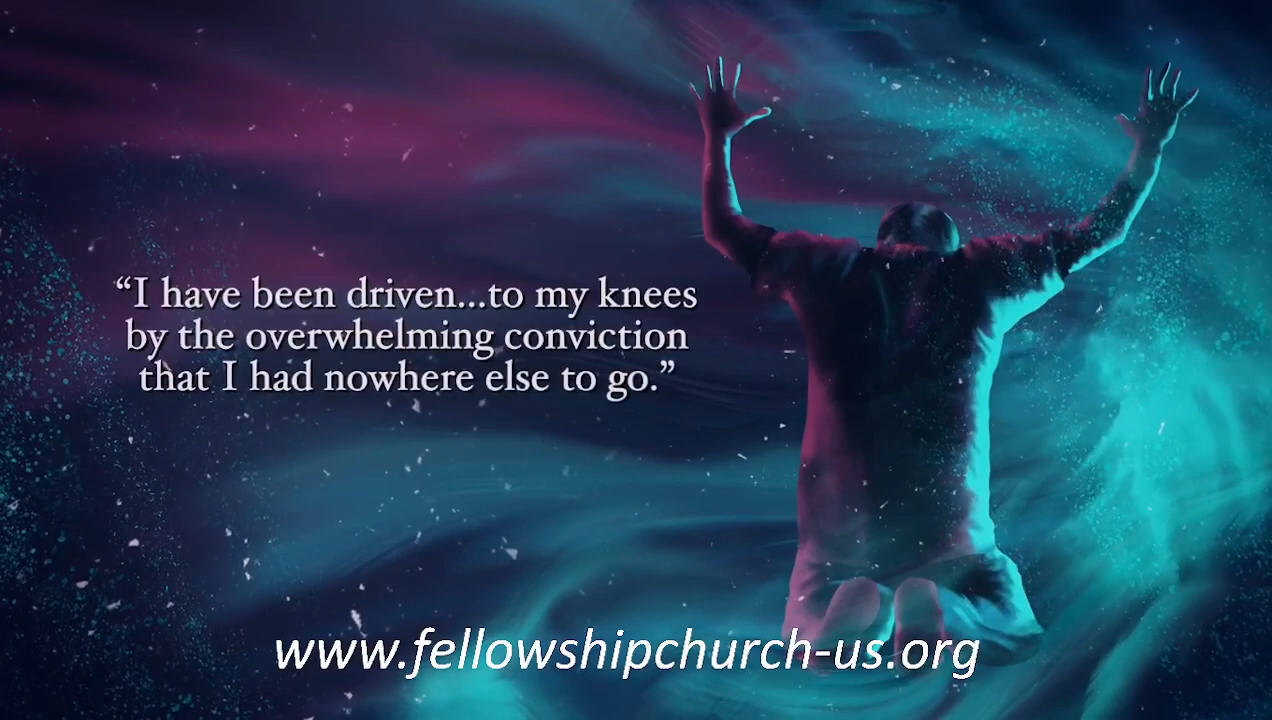 “I have been driven...to my knees
by the overwhelming conviction
that I had nowhere else to go.”
www.fellowshipchurch-us.org